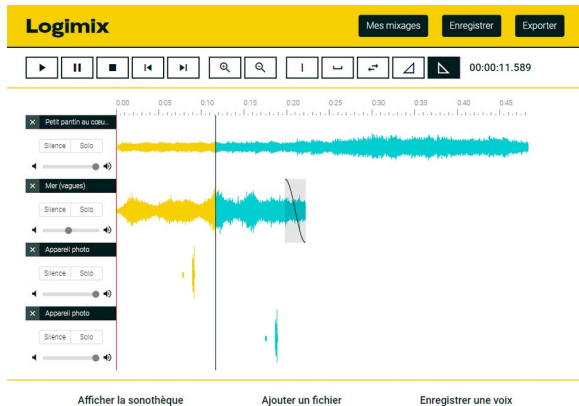 Logimix
Mes mixages Enregistrer Exporter
00:00:11.589
0:00 0:05 0:10 0:15 0:20 0:25 0:30 0:35 0:40 0:45
× Petit pantin au cœu...
Silence Solo
× Mer (vagues)
Silence Solo
× Appareil photo
Silence Solo
× Appareil photo
Silence Solo
Afficher la sonothèque Ajouter un fichier Enregistrer une voix